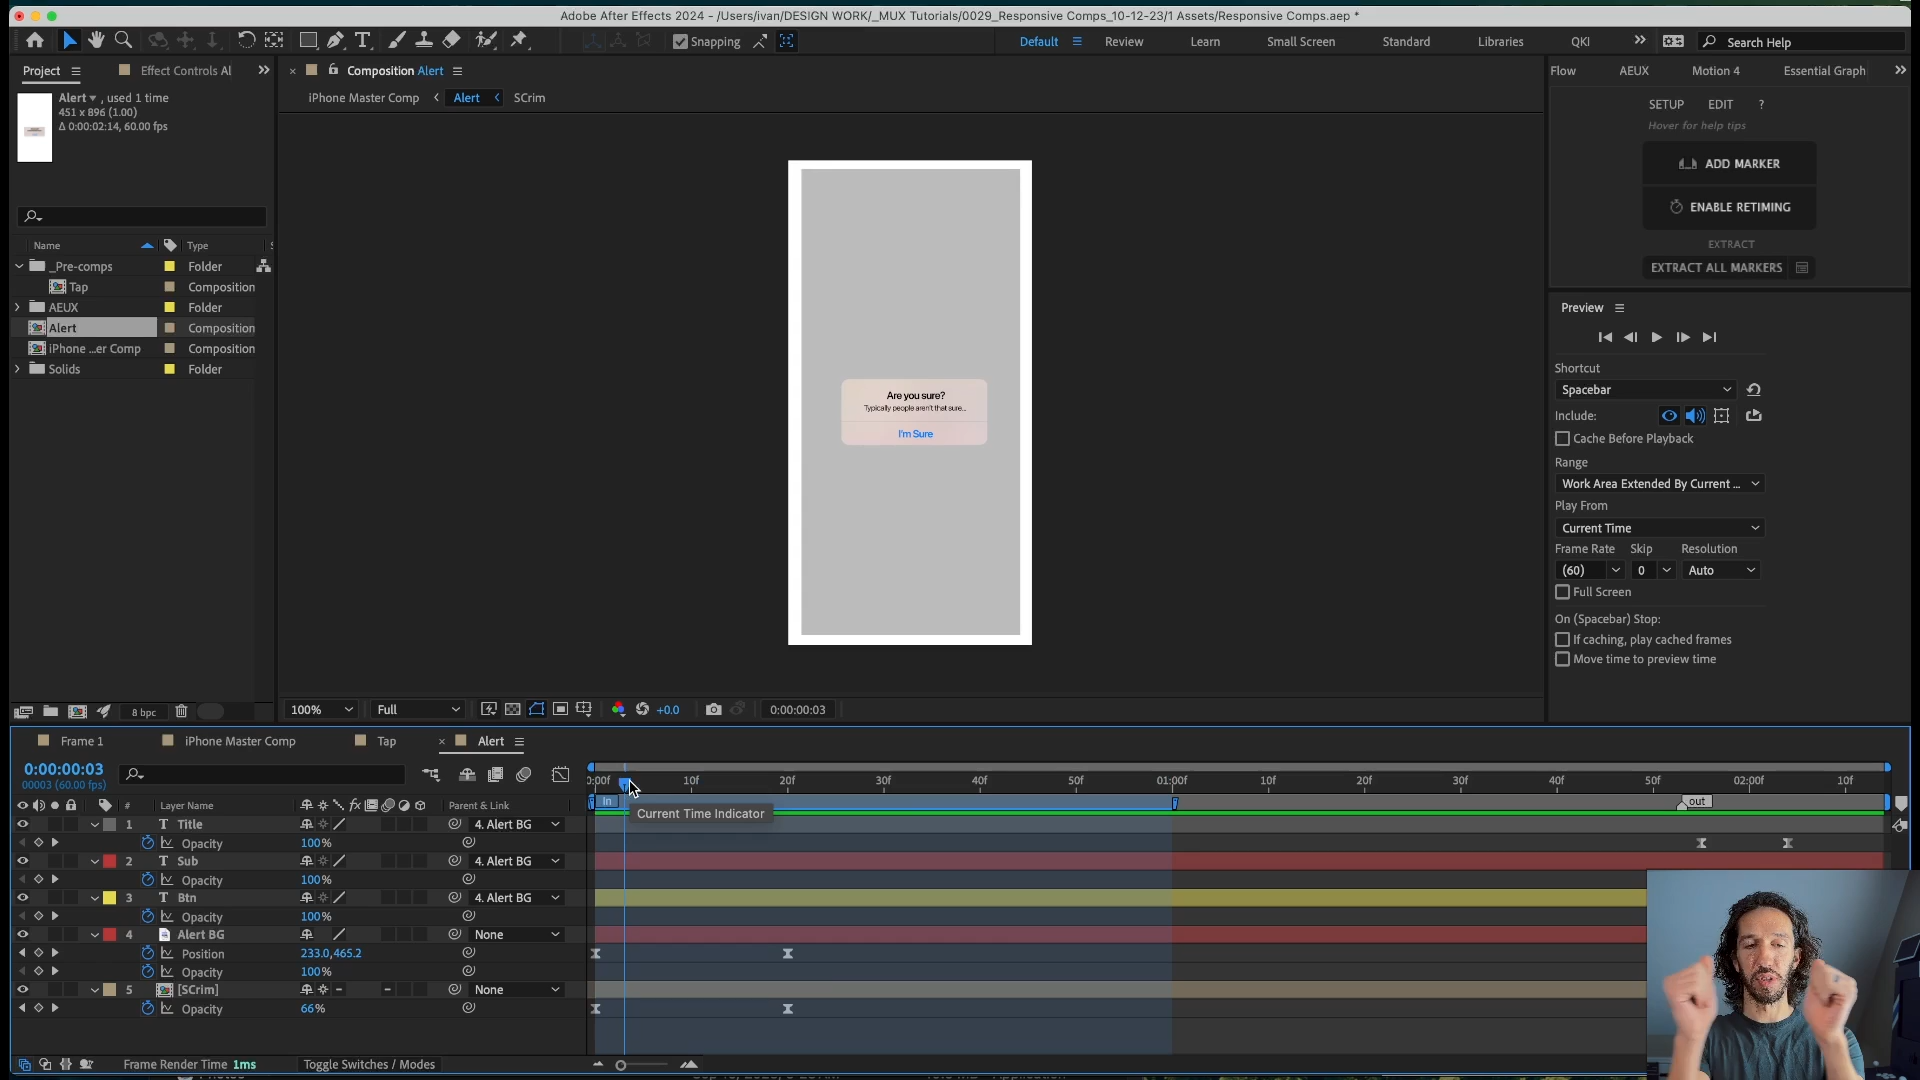 Adobe After Effects 2024 - /Users/ivan/DESIGN WORK/_MUX Tutorials/0029_Responsive Comps_10-12-23/1 Assets/Responsive Comps.aep *
Snapping
Default
Review
Learn
Small Screen
Standard
Libraries
QKI
Search Help
Project
Effect Controls Al
Composition Alert
Flow
AEUX
Motion 4
Essential Graph
Alert, used 1 time
451 x 896 (1.00)
Δ 0:00:02:14, 60.00 fps
iPhone Master Comp
Alert
SCrim
SETUP
EDIT
?
Hover for help tips
ADD MARKER
ENABLE RETIMING
EXTRACT
EXTRACT ALL MARKERS
Name
Type
S
_Pre-comps
Folder
Tap
Composition
AEUX
Folder
Alert
Composition
iPhone ...er Comp
Composition
Solids
Folder
Are you sure?
Typically people aren't that sure...
I'm Sure
Preview
Shortcut
Spacebar
Include:
Cache Before Playback
Range
Work Area Extended By Current ...
Play From
Current Time
Frame Rate
Skip
Resolution
(60)
0
Auto
Full Screen
On (Spacebar) Stop:
If caching, play cached frames
Move time to preview time
8 bpc
100%
Full
+0.0
0:00:00:03
Frame 1
iPhone Master Comp
Tap
Alert
0:00:00:03
00003 (60.00 fps)
:00f
10f
20f
30f
40f
50f
01:00f
10f
20f
30f
40f
50f
02:00f
10f
In
out
Current Time Indicator
#
Layer Name
fx
Parent & Link
1
T
Title
4. Alert BG
Opacity
100%
2
T
Sub
4. Alert BG
Opacity
100%
3
T
Btn
4. Alert BG
Opacity
100%
4
Alert BG
None
Position
233.0,465.2
Opacity
100%
5
[SCrim]
None
Opacity
66%
Frame Render Time 1ms
Toggle Switches / Modes